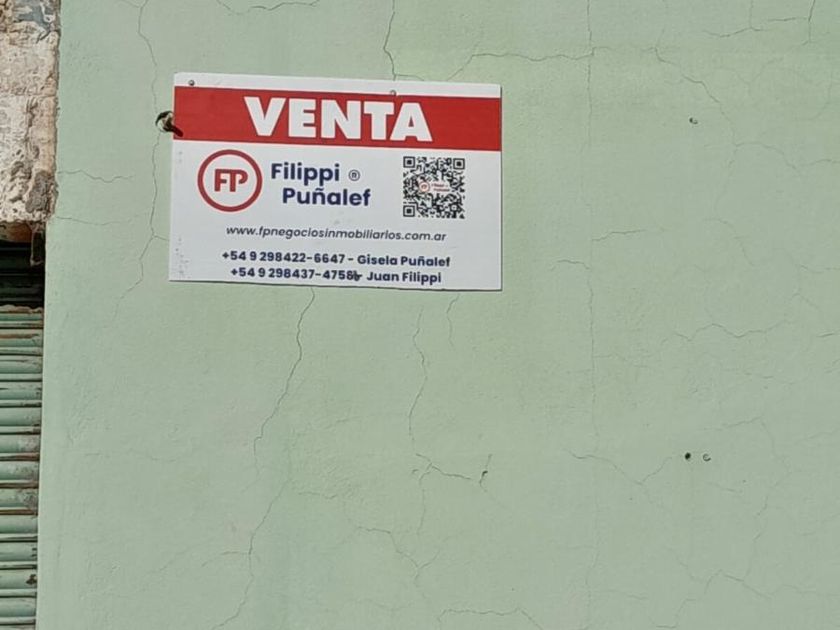 VENTA
FP
Filippi ®
Puñalef
www.fpnegociosinmobiliarios.com.ar
+54 9 298422-6647 - Gisela Puñalef
+54 9 298437-4758 - Juan Filippi